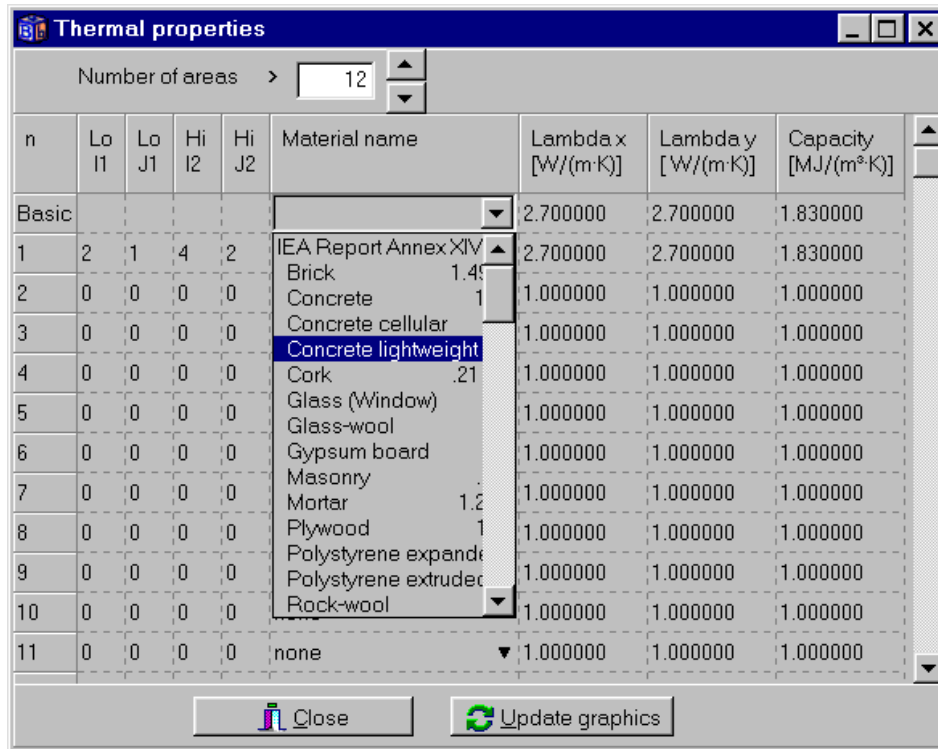 Thermal properties
Number of areas > 12
n Lo I1 Lo J1 Hi I2 Hi J2 Material name Lambda x [W/(m·K)] Lambda y [W/(m·K)] Capacity [MJ/(m³·K)]
Basic 2.700000 2.700000 1.830000
1 2 1 4 2 2.700000 2.700000 1.830000
2 0 0 0 0 1.000000 1.000000 1.000000
3 0 0 0 0 1.000000 1.000000 1.000000
4 0 0 0 0 1.000000 1.000000 1.000000
5 0 0 0 0 1.000000 1.000000 1.000000
6 0 0 0 0 1.000000 1.000000 1.000000
7 0 0 0 0 1.000000 1.000000 1.000000
8 0 0 0 0 1.000000 1.000000 1.000000
9 0 0 0 0 1.000000 1.000000 1.000000
10 0 0 0 0 1.000000 1.000000 1.000000
11 0 0 0 0 none 1.000000 1.000000 1.000000
IEA Report Annex XIV
Brick 1.49
Concrete 1
Concrete cellular
Concrete lightweight
Cork .21
Glass (Window)
Glass-wool
Gypsum board
Masonry .
Mortar 1.2
Plywood 1
Polystyrene expande
Polystyrene extruded
Rock-wool
Close
Update graphics